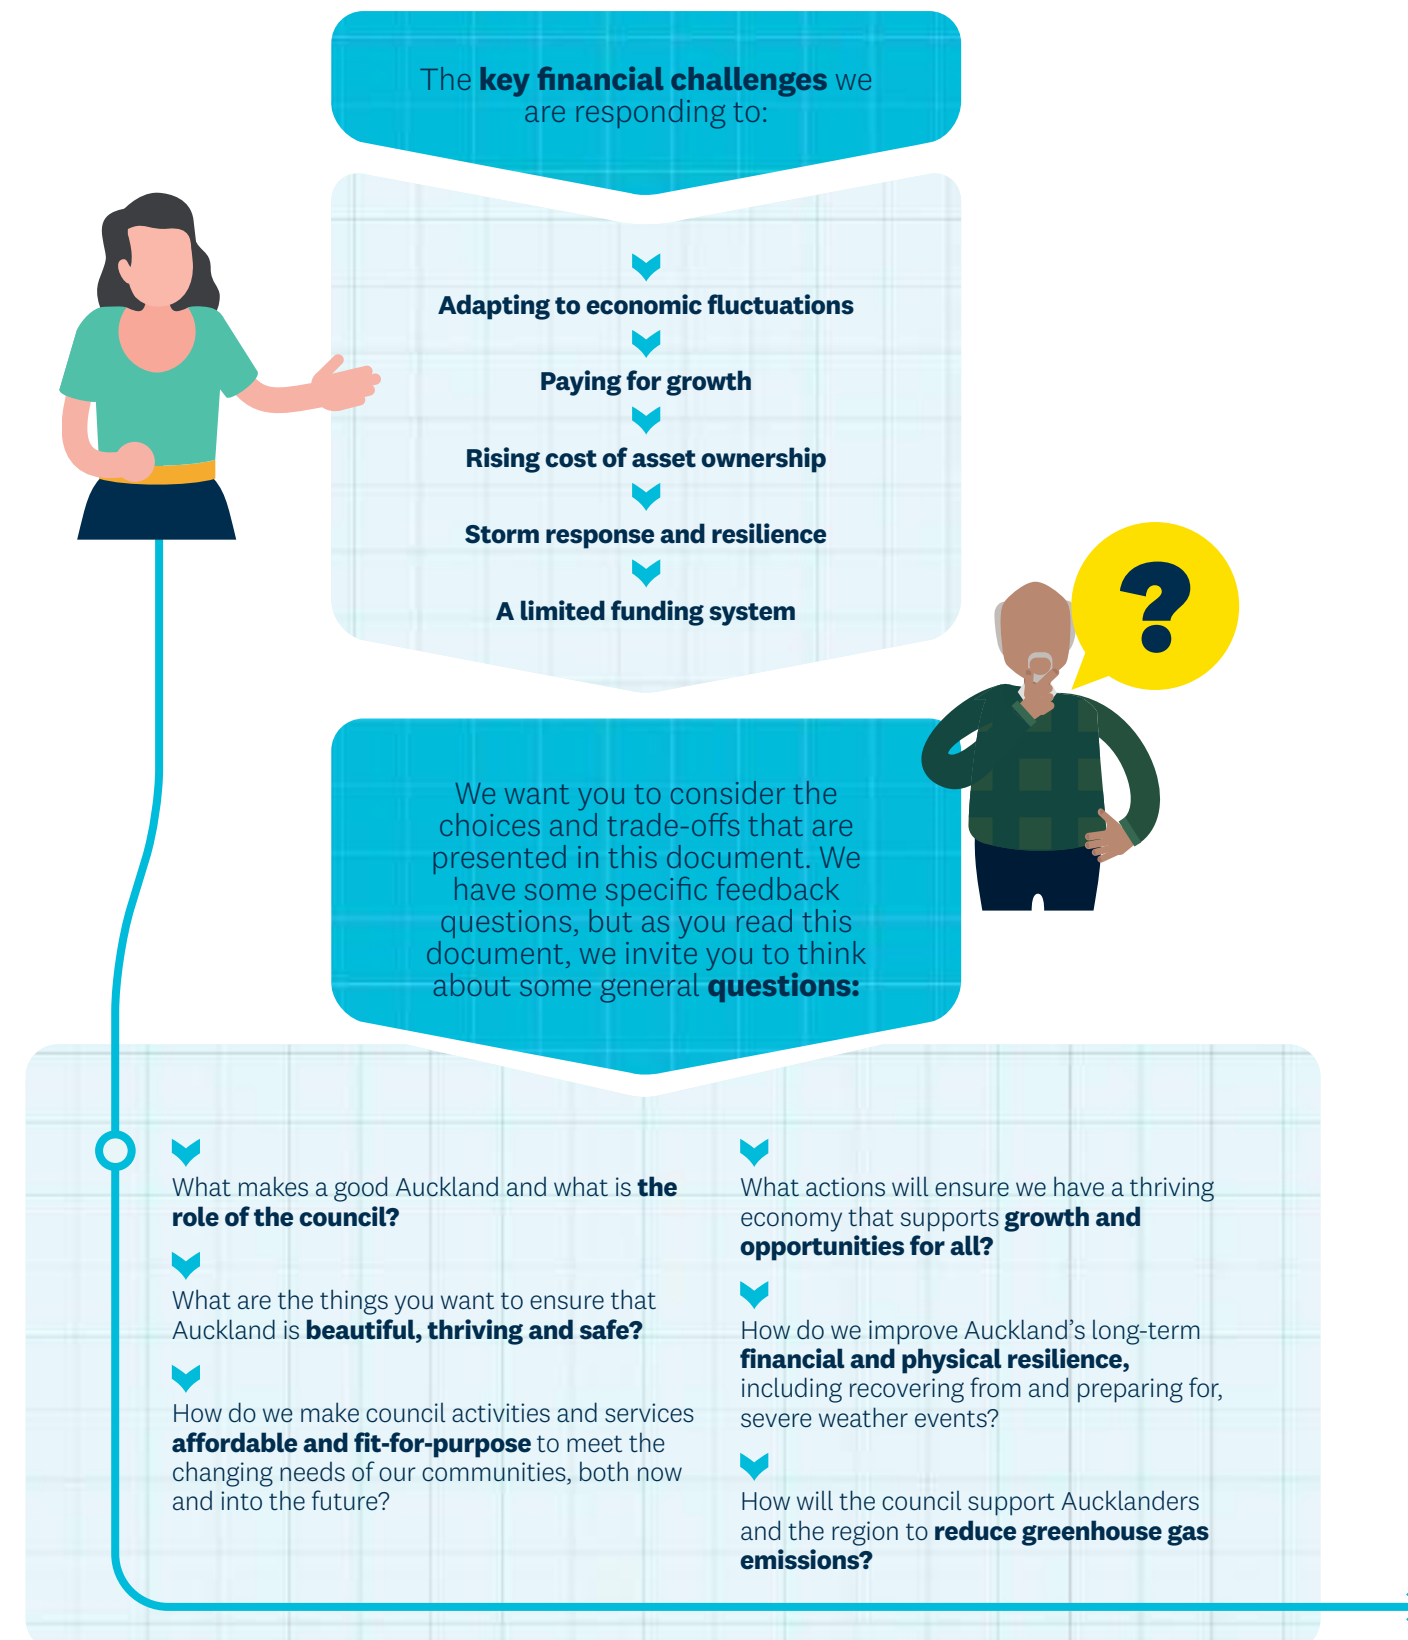 The key financial challenges we
are responding to:
Adapting to economic fluctuations
Paying for growth
Rising cost of asset ownership
Storm response and resilience
A limited funding system
?
We want you to consider the
choices and trade-offs that are
presented in this document. We
have some specific feedback
questions, but as you read this
document, we invite you to think
about some general questions:
What makes a good Auckland and what is the
role of the council?
What are the things you want to ensure that
Auckland is beautiful, thriving and safe?
How do we make council activities and services
affordable and fit-for-purpose to meet the
changing needs of our communities, both now
and into the future?
What actions will ensure we have a thriving
economy that supports growth and
opportunities for all?
How do we improve Auckland’s long-term
financial and physical resilience,
including recovering from and preparing for,
severe weather events?
How will the council support Aucklanders
and the region to reduce greenhouse gas
emissions?